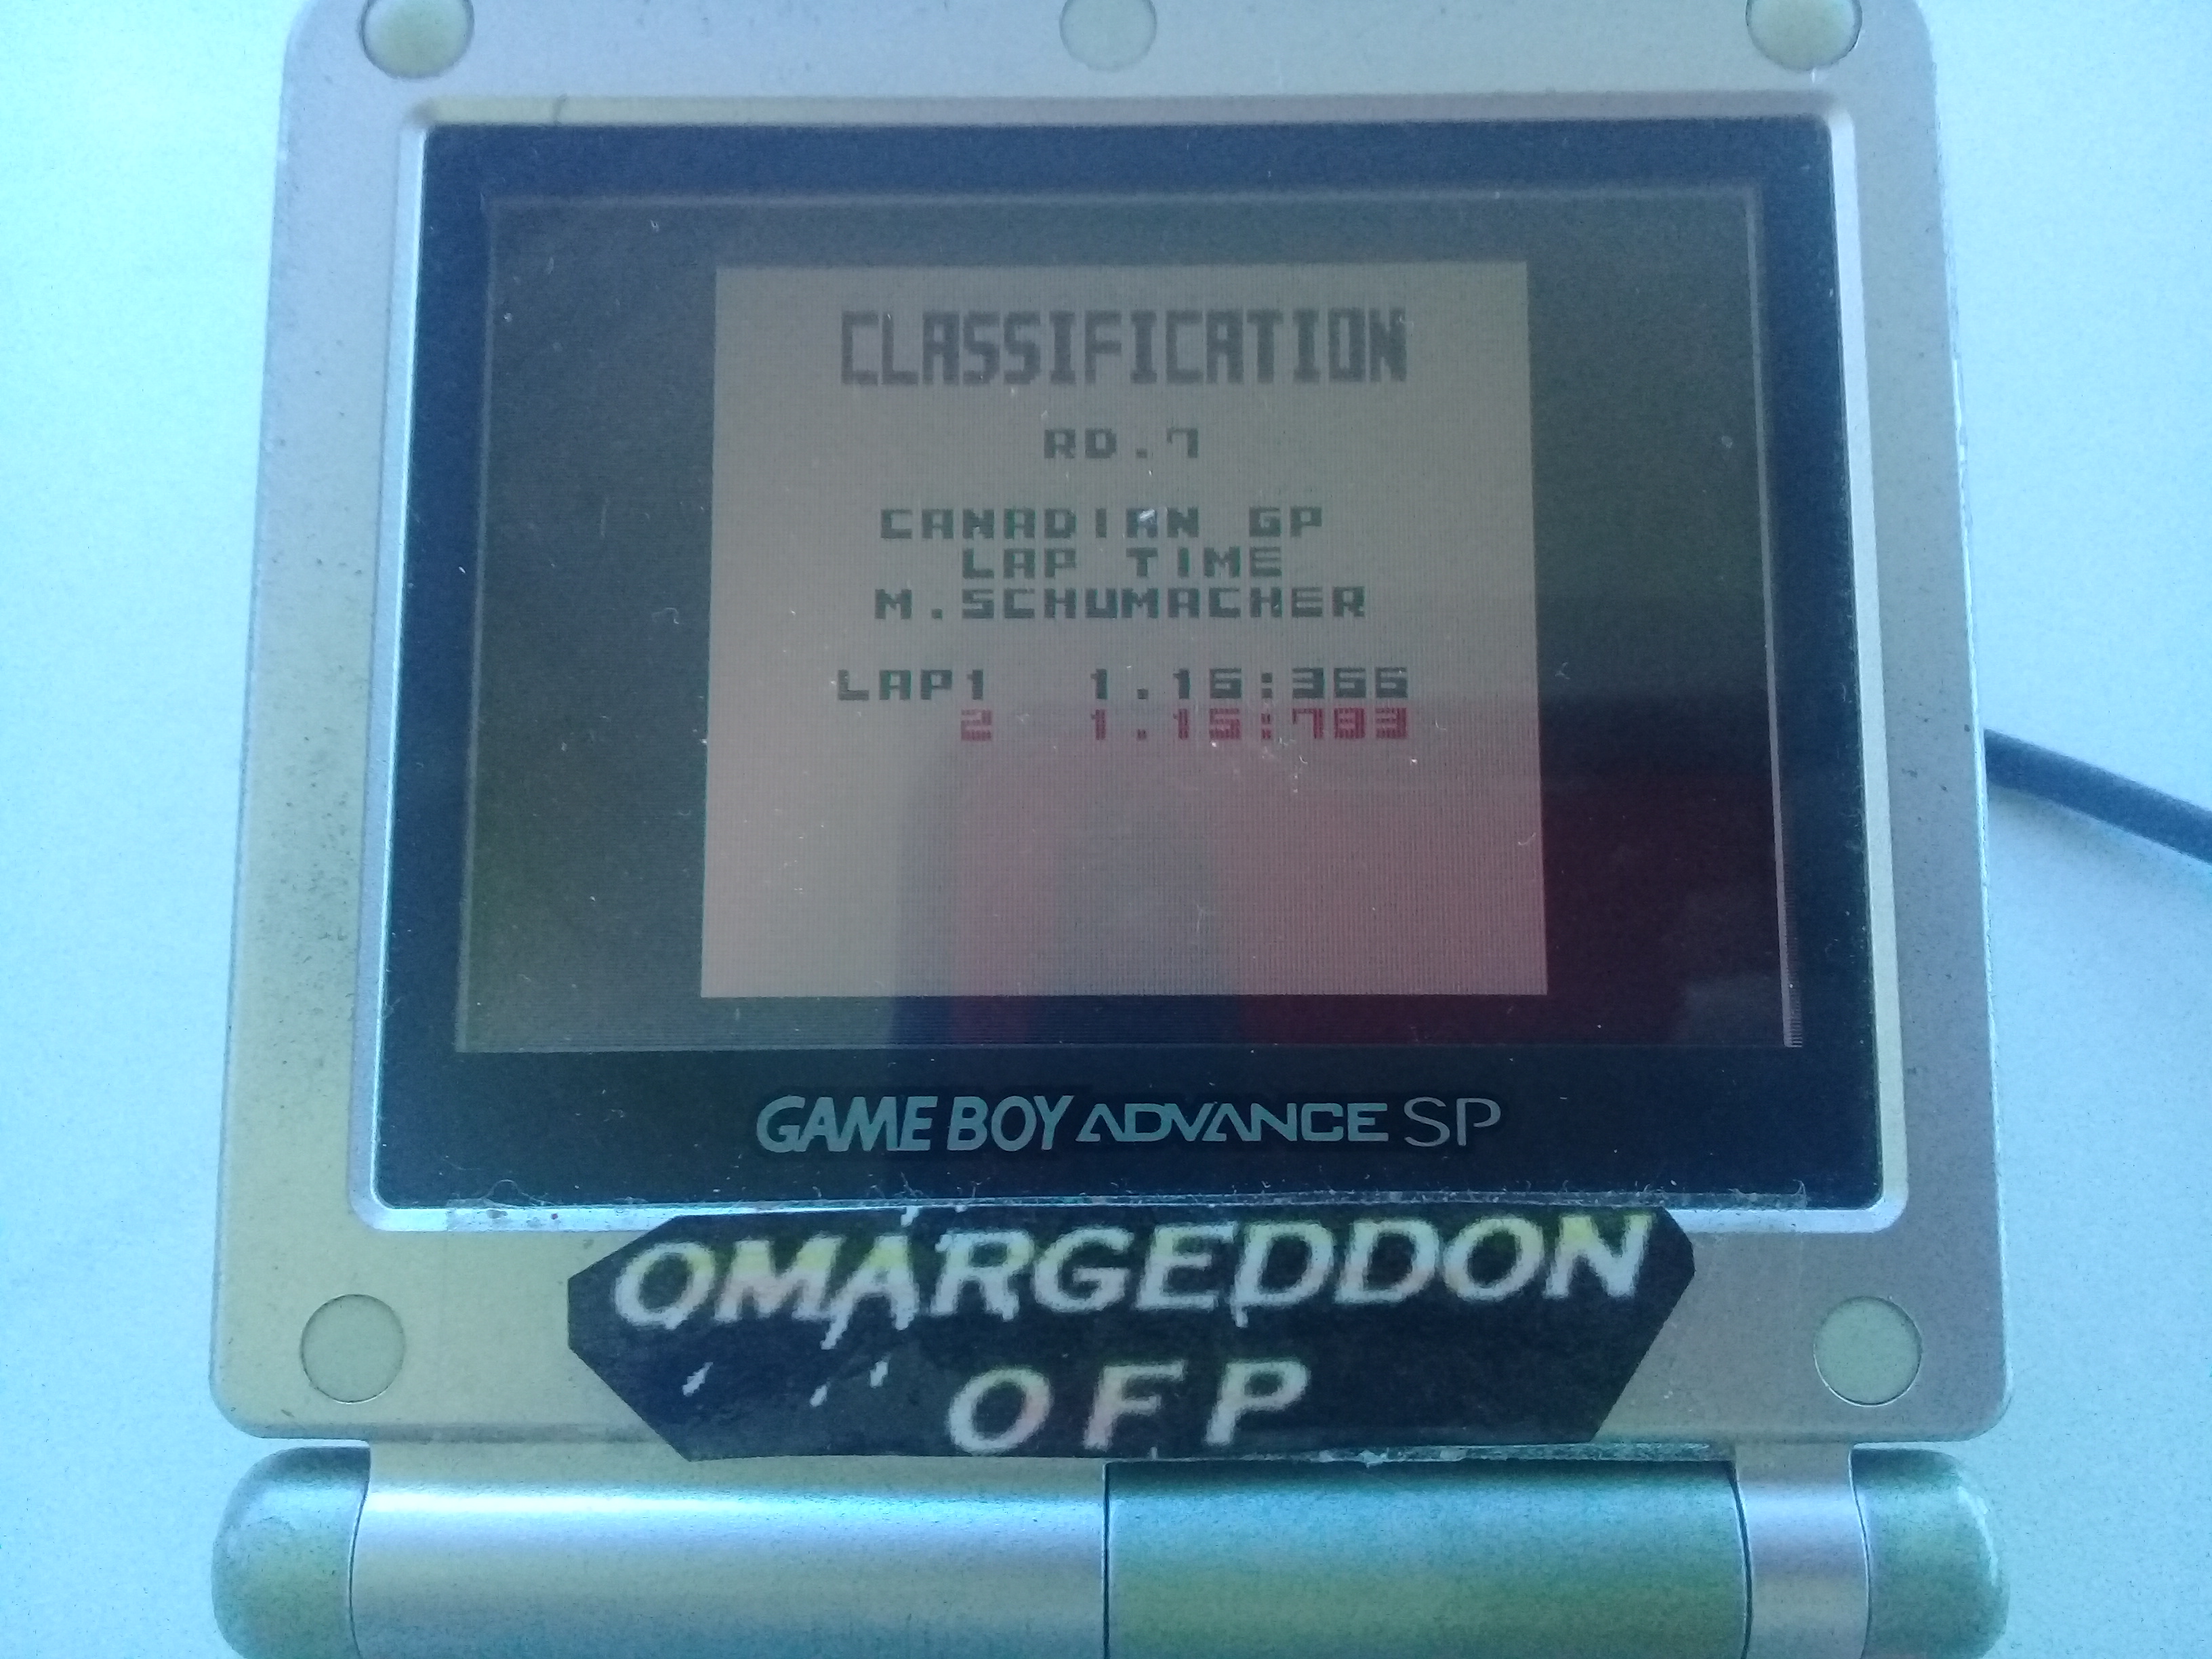 CLASSIFICATION
RD.7
CANADIAN GP
LAP TIME
M.SCHUMACHER
LAP1 1.16:366
2 1.15:783
GAME BOY ADVANCE SP
OMARGEDDON
OFP